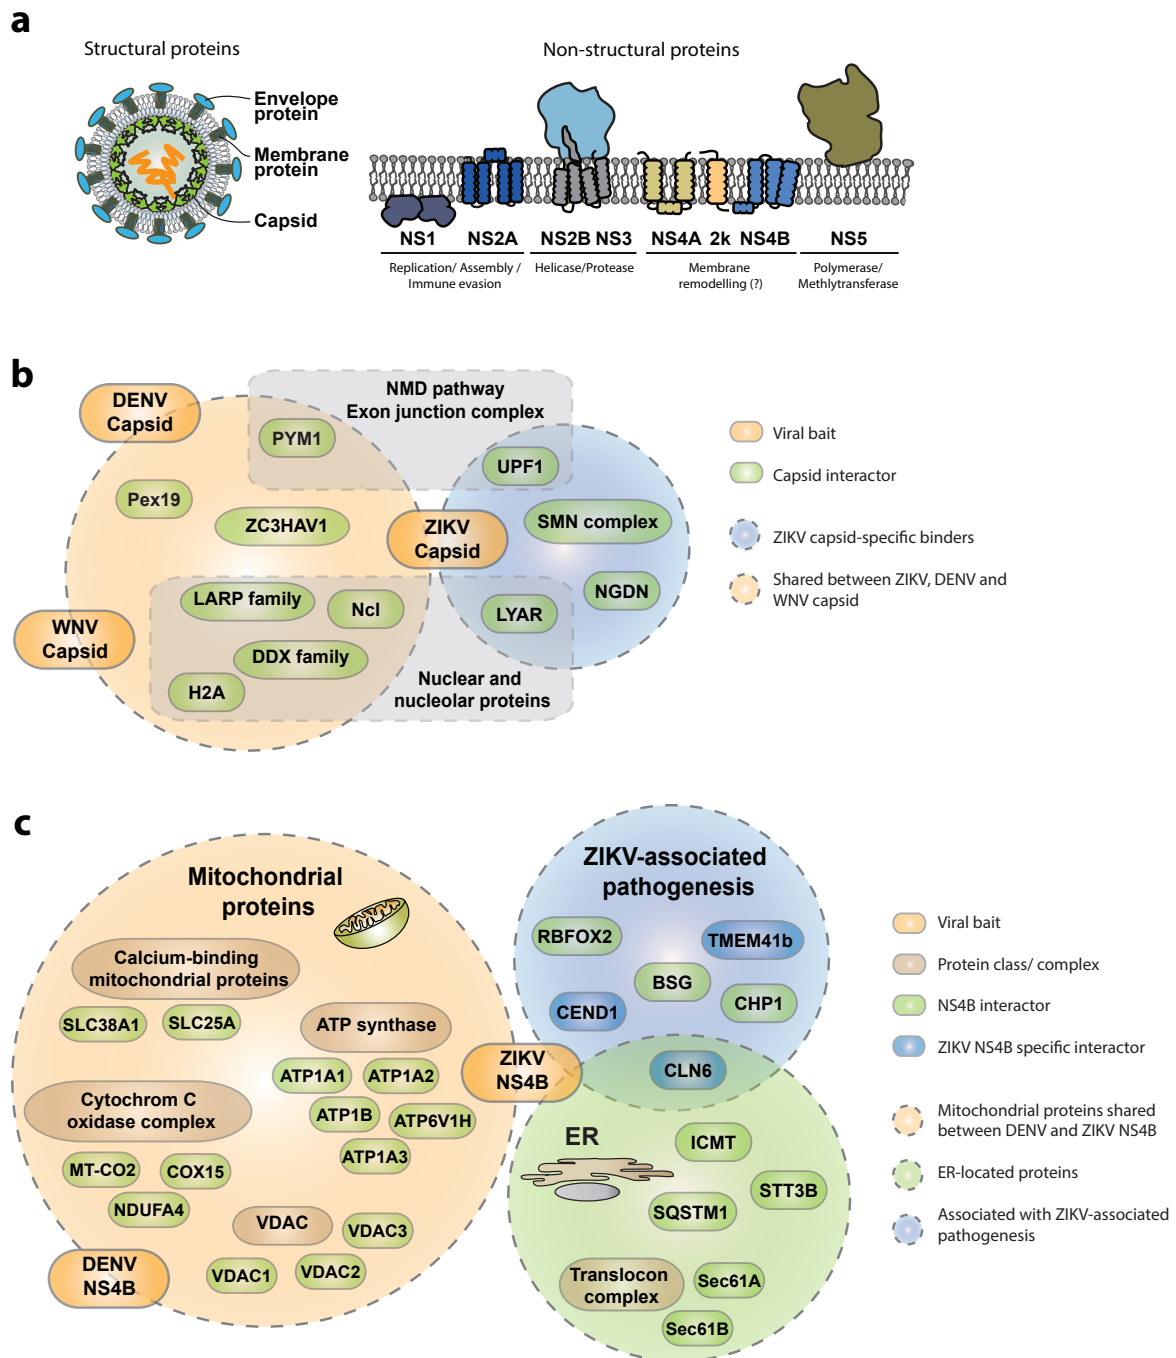 a
Structural proteins
Non-structural proteins
Envelope
protein
Membrane
protein
Capsid
NS1
NS2A
NS2B NS3
NS4A 2k NS4B
NS5
Replication/ Assembly /
Immune evasion
Helicase/Protease
Membrane
remodelling (?)
Polymerase/
Methlytransferase
b
DENV
Capsid
NMD pathway
Exon junction complex
PYM1
UPF1
Pex19
ZC3HAV1
ZIKV
Capsid
SMN complex
NGDN
LARP family
Ncl
LYAR
WNV
Capsid
DDX family
H2A
Nuclear and
nucleolar proteins
Viral bait
Capsid interactor
ZIKV capsid-specific binders
Shared between ZIKV, DENV and
WNV capsid
c
Mitochondrial
proteins
Calcium-binding
mitochondrial proteins
SLC38A1
SLC25A
ATP synthase
ATP1A1
ATP1A2
ATP1B
ATP6V1H
ATP1A3
Cytochrom C
oxidase complex
MT-CO2
COX15
NDUFA4
VDAC
VDAC3
VDAC1
VDAC2
DENV
NS4B
ZIKV
NS4B
ZIKV-associated
pathogenesis
RBFOX2
TMEM41b
BSG
CEND1
CHP1
CLN6
ER
ICMT
STT3B
SQSTM1
Translocon
complex
Sec61A
Sec61B
Viral bait
Protein class/ complex
NS4B interactor
ZIKV NS4B specific interactor
Mitochondrial proteins shared
between DENV and ZIKV NS4B
ER-located proteins
Associated with ZIKV-associated
pathogenesis